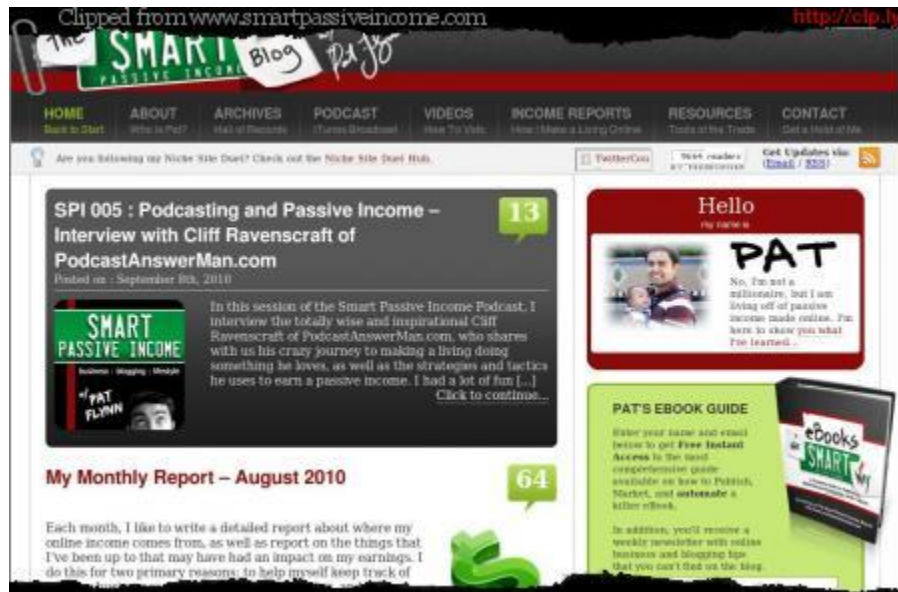 Clipped from www.smartpassiveincome.com
http://clp.ly
The SMART Blog
PASSIVE INCOME
HOME
ABOUT
ARCHIVES
PODCAST
VIDEOS
INCOME REPORTS
RESOURCES
CONTACT
Back to Start
Who Is Pat?
Hall of Records
iTunes Broadcast
How To Vids
How I Make a Living Online
Tools of the Trade
Get a Hold of Me
Are you following my Niche Site Duel? Check out the Niche Site Duel Hub.
TwitterCou
readers
Get Updates via:
(Email / RSS)
SPI 005 : Podcasting and Passive Income –
Interview with Cliff Ravenscraft of
PodcastAnswerMan.com
13
Posted on : September 8th, 2010
SMART
PASSIVE INCOME
business : blogging : lifestyle
w/ PAT
FLYNN
In this session of the Smart Passive Income Podcast, I
interview the totally wise and inspirational Cliff
Ravenscraft of PodcastAnswerMan.com, who shares
with us his crazy journey to making a living doing
something he loves, as well as the strategies and tactics
he uses to earn a passive income. I had a lot of fun [...]
Click to continue...
My Monthly Report – August 2010
64
Each month, I like to write a detailed report about where my
online income comes from, as well as report on the things that
I've been up to that may have had an impact on my earnings. I
do this for two primary reasons: to help myself keep track of
Hello
my name is
PAT
No, I'm not a
millionaire, but I am
living off of passive
income made online. I'm
here to show you what
I've learned...
PAT'S EBOOK GUIDE
Enter your name and email
below to get Free Instant
Access to the most
comprehensive guide
available on how to Publish,
Market, and automate a
killer eBook.
In addition, you'll receive a
weekly newsletter with online
business and blogging tips
that you can't find on the blog.
eBooks
SMART